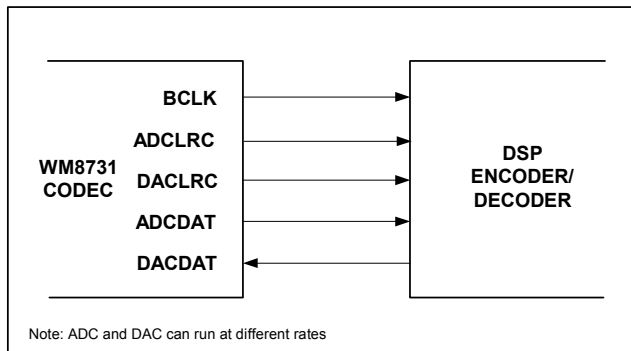 BCLK
ADCLRC
WM8731
CODEC
DACLRC
ADCDAT
DACDAT
DSP
ENCODER/
DECODER
Note: ADC and DAC can run at different rates